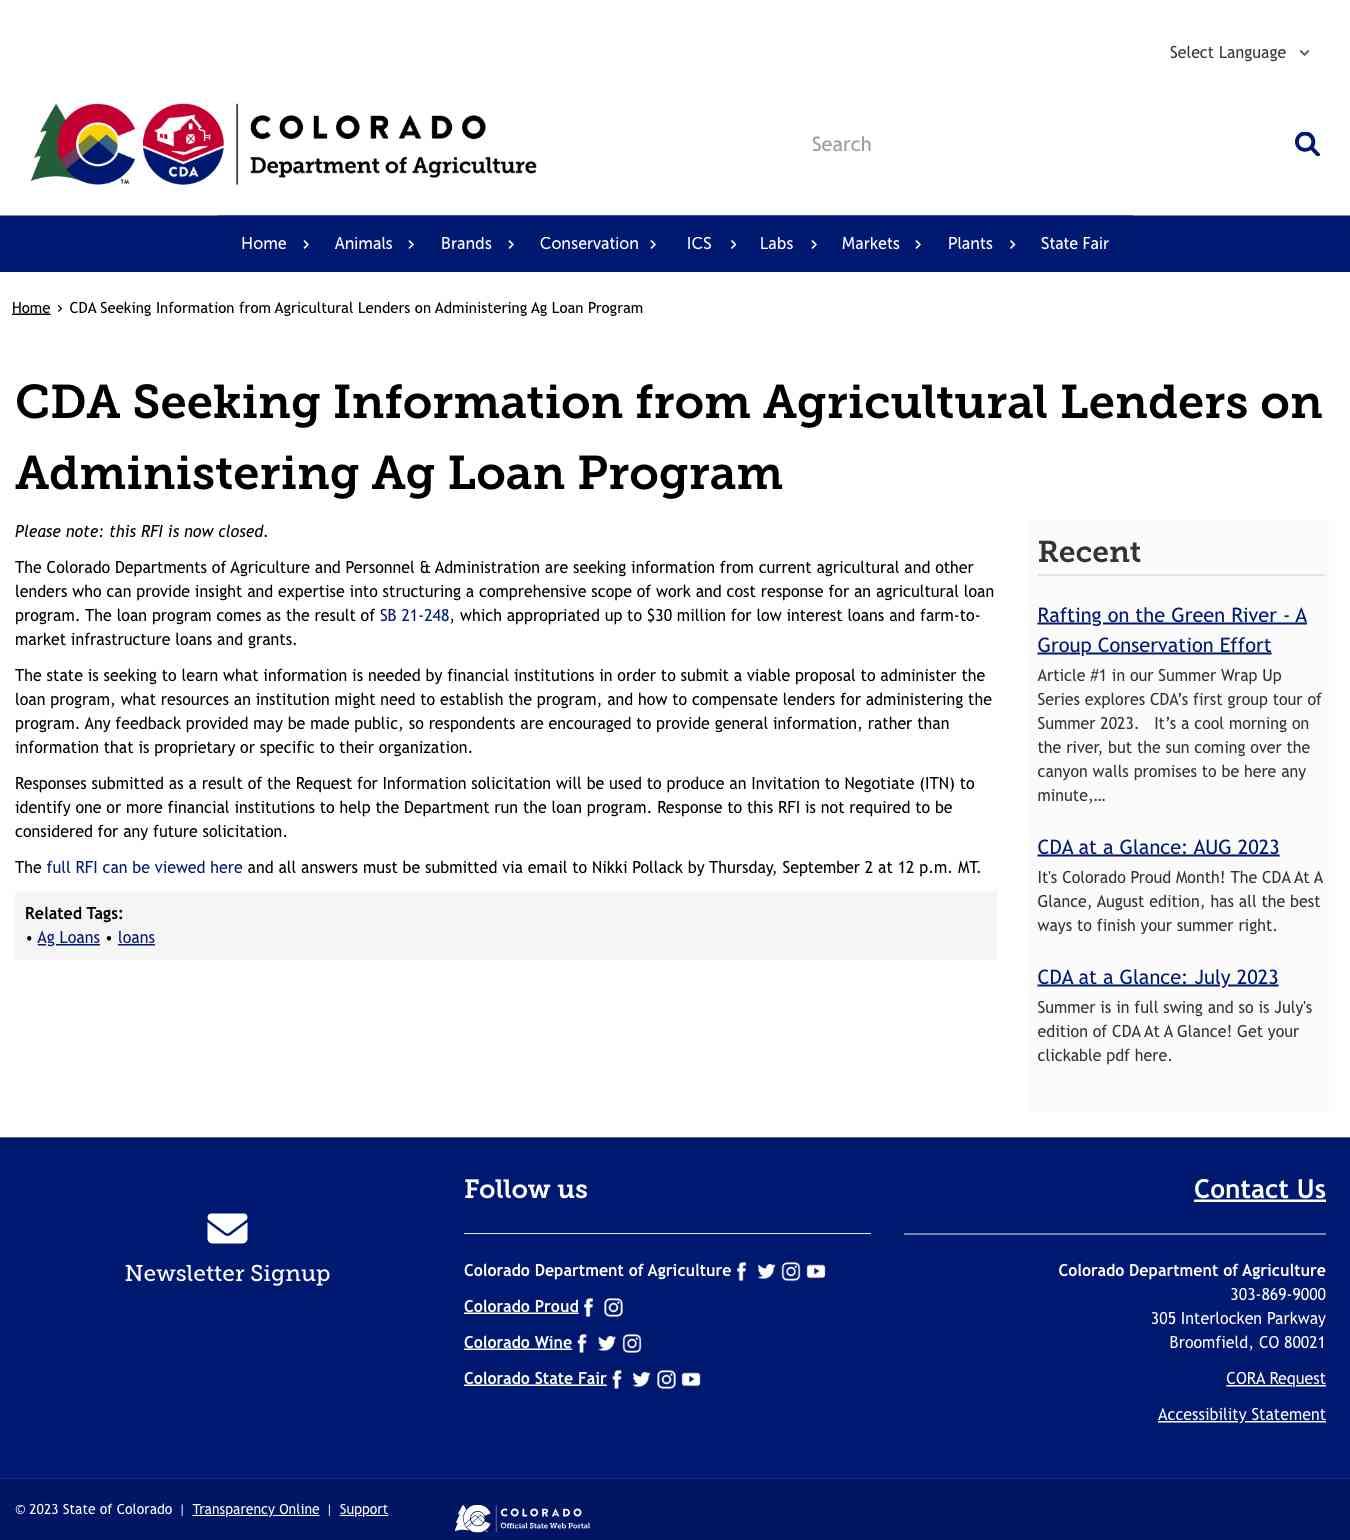 Select Language
CDA
TM
COLORADO
Department of Agriculture
Search
Home Animals Brands Conservation ICS Labs Markets Plants State Fair
Home › CDA Seeking Information from Agricultural Lenders on Administering Ag Loan Program
CDA Seeking Information from Agricultural Lenders on
Administering Ag Loan Program
Please note: this RFI is now closed.
The Colorado Departments of Agriculture and Personnel & Administration are seeking information from current agricultural and other
lenders who can provide insight and expertise into structuring a comprehensive scope of work and cost response for an agricultural loan
program. The loan program comes as the result of SB 21-248, which appropriated up to $30 million for low interest loans and farm-to-
market infrastructure loans and grants.
The state is seeking to learn what information is needed by financial institutions in order to submit a viable proposal to administer the
loan program, what resources an institution might need to establish the program, and how to compensate lenders for administering the
program. Any feedback provided may be made public, so respondents are encouraged to provide general information, rather than
information that is proprietary or specific to their organization.
Responses submitted as a result of the Request for Information solicitation will be used to produce an Invitation to Negotiate (ITN) to
identify one or more financial institutions to help the Department run the loan program. Response to this RFI is not required to be
considered for any future solicitation.
The full RFI can be viewed here and all answers must be submitted via email to Nikki Pollack by Thursday, September 2 at 12 p.m. MT.
Related Tags:
• Ag Loans • loans
Recent
Rafting on the Green River - A
Group Conservation Effort
Article #1 in our Summer Wrap Up
Series explores CDA’s first group tour of
Summer 2023.   It’s a cool morning on
the river, but the sun coming over the
canyon walls promises to be here any
minute,…
CDA at a Glance: AUG 2023
It's Colorado Proud Month! The CDA At A
Glance, August edition, has all the best
ways to finish your summer right.
CDA at a Glance: July 2023
Summer is in full swing and so is July's
edition of CDA At A Glance! Get your
clickable pdf here.
Newsletter Signup
Follow us
Colorado Department of Agriculture
Colorado Proud
Colorado Wine
Colorado State Fair
Contact Us
Colorado Department of Agriculture
303-869-9000
305 Interlocken Parkway
Broomfield, CO 80021
CORA Request
Accessibility Statement
© 2023 State of Colorado | Transparency Online | Support
COLORADO
Official State Web Portal